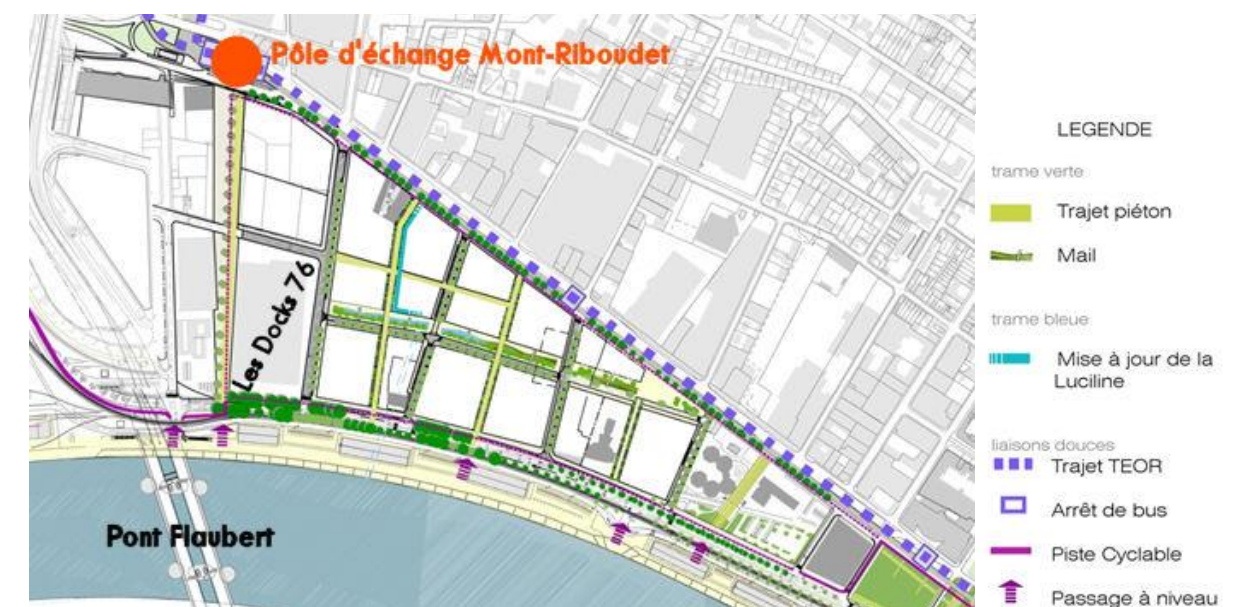 Pôle d'échange Mont-Riboudet
Les Docks 76
Pont Flaubert
LEGENDE
trame verte
Trajet piéton
Mail
trame bleue
Mise à jour de la
Luciline
liaisons douces
Trajet TEOR
Arrêt de bus
Piste Cyclable
Passage à niveau